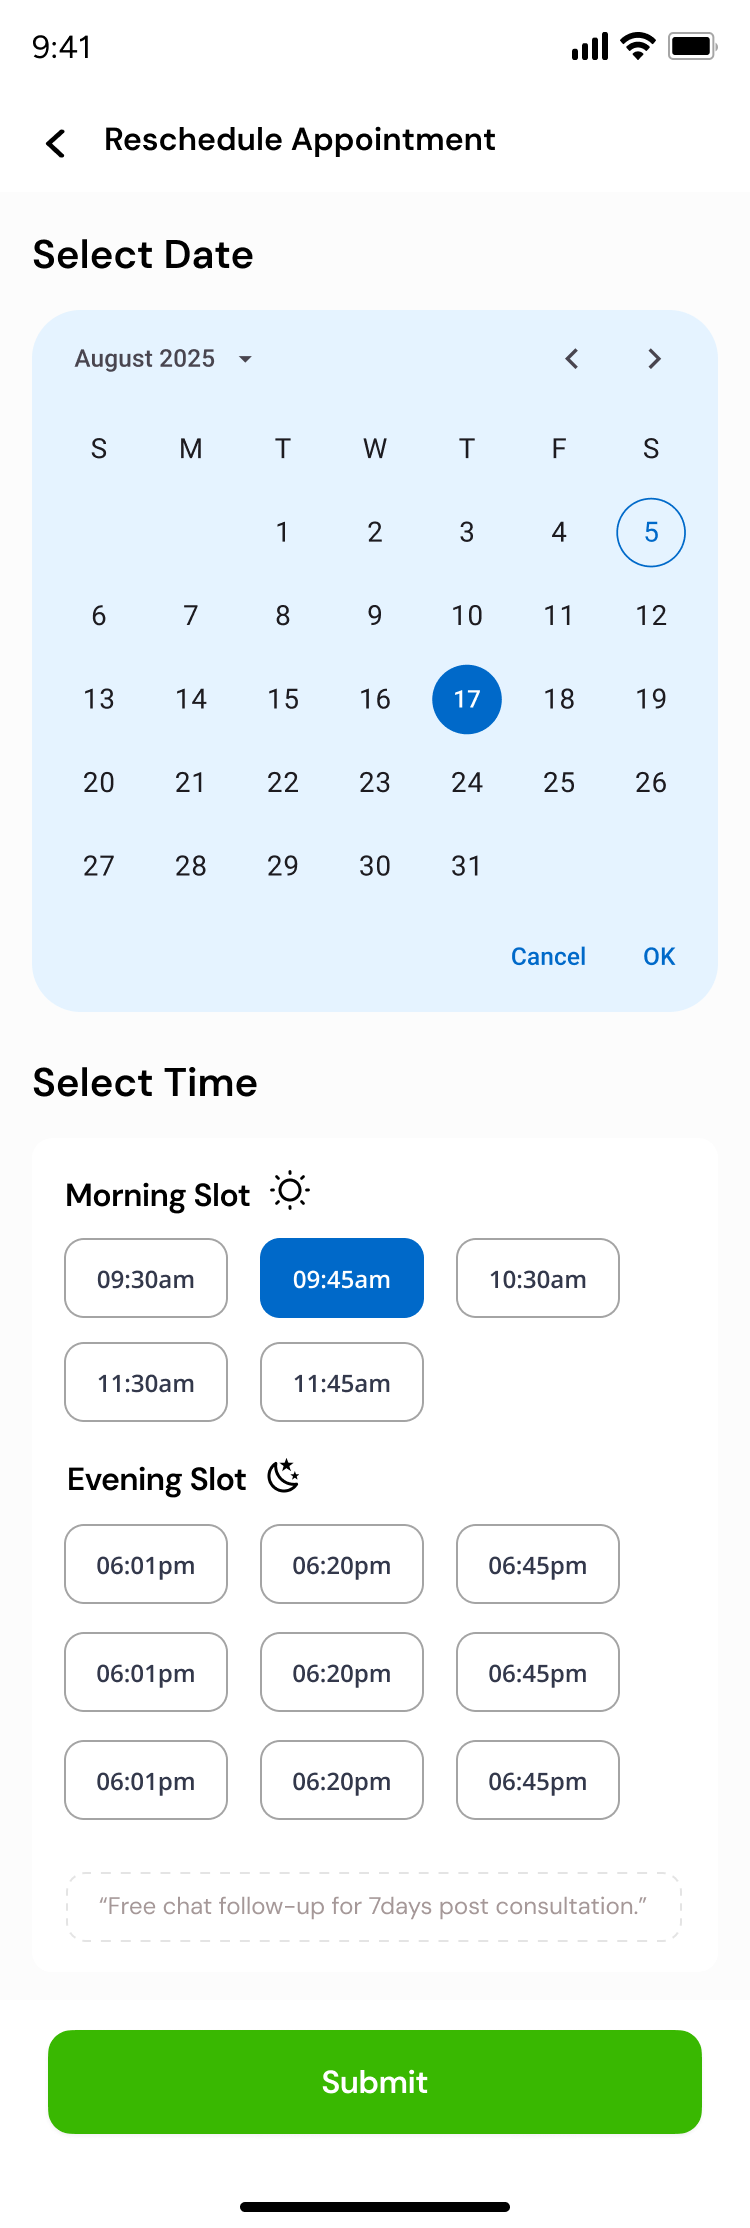 9:41
Reschedule Appointment
Select Date
August 2025
S M T W T F S
1 2 3 4 5
6 7 8 9 10 11 12
13 14 15 16 17 18 19
20 21 22 23 24 25 26
27 28 29 30 31
Cancel OK
Select Time
Morning Slot
09:30am 09:45am 10:30am
11:30am 11:45am
Evening Slot
06:01pm 06:20pm 06:45pm
06:01pm 06:20pm 06:45pm
06:01pm 06:20pm 06:45pm
“Free chat follow-up for 7days post consultation.”
Submit